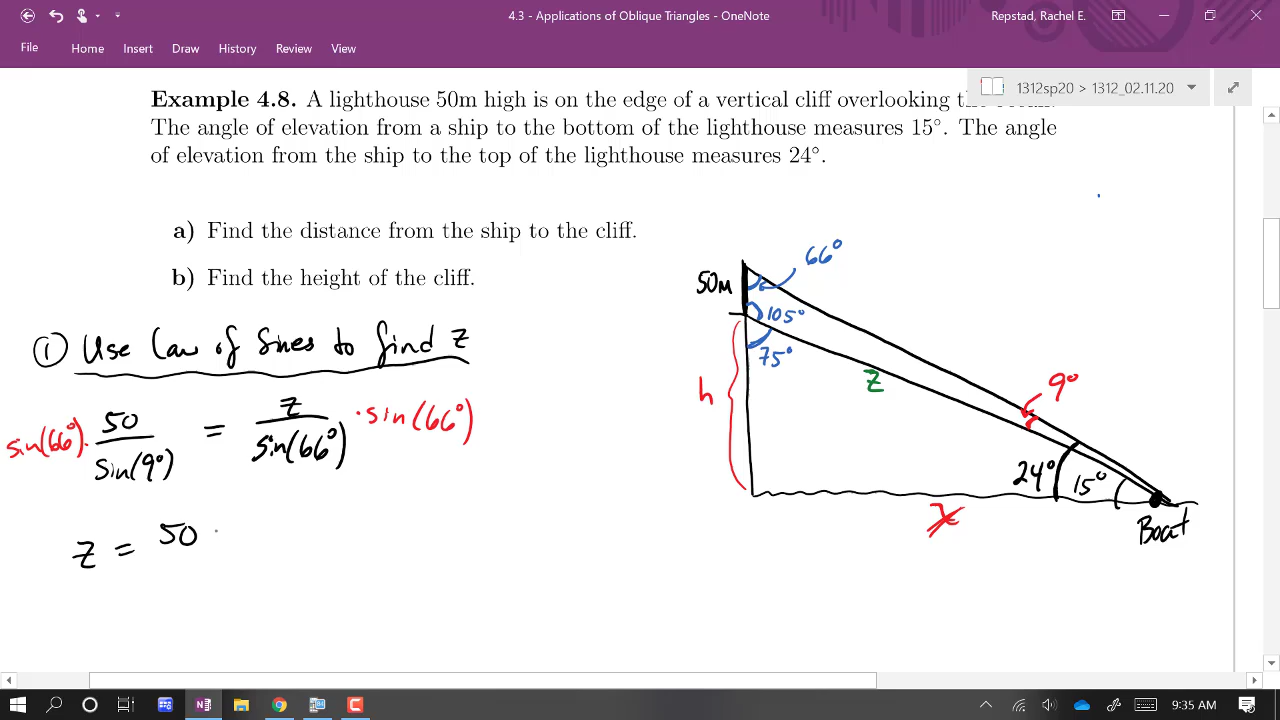 4.3 - Applications of Oblique Triangles - OneNote
Repstad, Rachel E.
File Home Insert Draw History Review View
1312sp20 > 1312_02.11.20
Example 4.8. A lighthouse 50m high is on the edge of a vertical cliff overlooking
The angle of elevation from a ship to the bottom of the lighthouse measures 15°. The angle
of elevation from the ship to the top of the lighthouse measures 24°.
a) Find the distance from the ship to the cliff.
b) Find the height of the cliff.
① Use Law of Sines to find z
sin(66°) · 50 / sin(9°) = z / sin(66°) · sin(66°)
z = 50
66°
50m
105°
75°
z
9°
h
24°
15°
x
Boat
9:35 AM